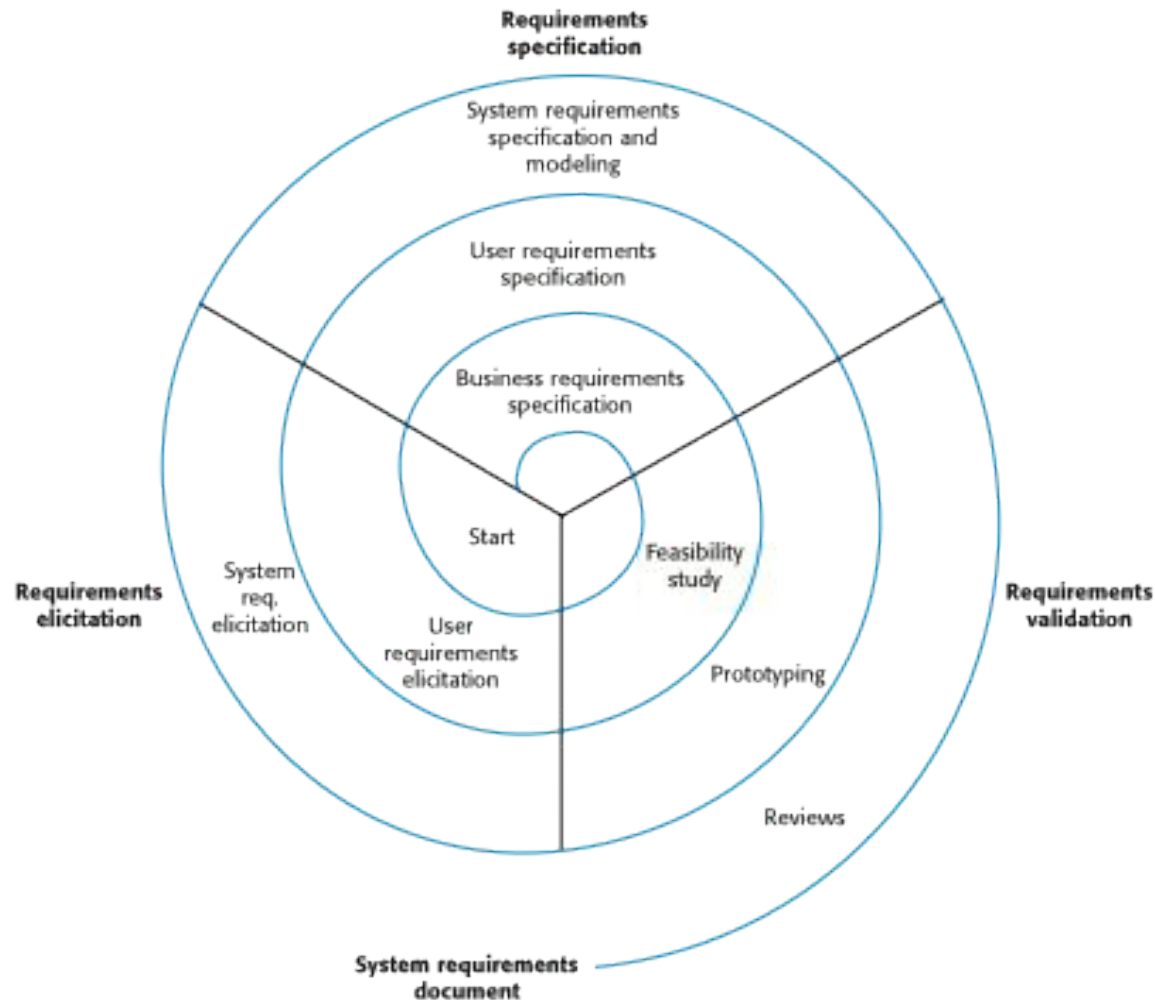 Requirements
specification
System requirements
specification and
modeling
User requirements
specification
Business requirements
specification
Start
Feasibility
study
System
req.
elicitation
Requirements
elicitation
Requirements
validation
User
requirements
elicitation
Prototyping
Reviews
System requirements
document